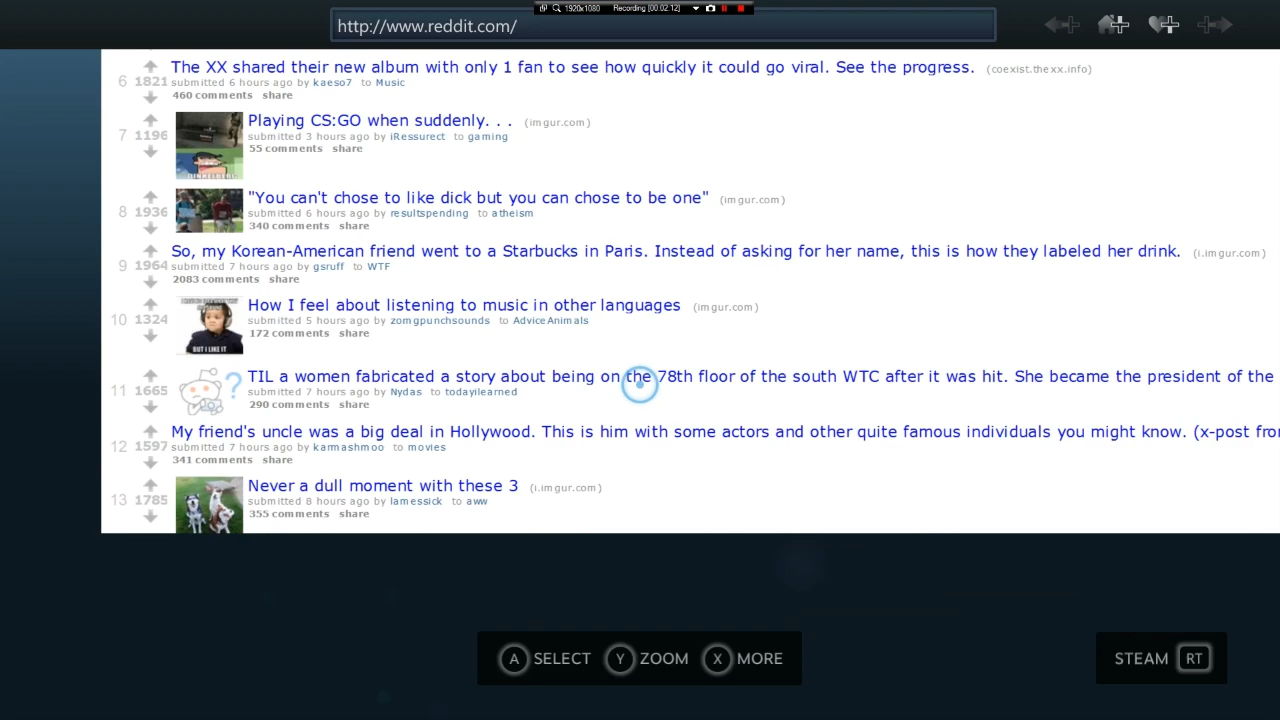 1920x1080 Recording [00:02:12]
http://www.reddit.com/
6 1821 The XX shared their new album with only 1 fan to see how quickly it could go viral. See the progress. (coexist.thexx.info)
submitted 6 hours ago by kaeso7 to Music
460 comments share
7 1196 Playing CS:GO when suddenly. . . (imgur.com)
submitted 3 hours ago by iRessurect to gaming
55 comments share
DINKELBERG
8 1936 "You can't chose to like dick but you can chose to be one" (imgur.com)
submitted 6 hours ago by resultspending to atheism
340 comments share
9 1964 So, my Korean-American friend went to a Starbucks in Paris. Instead of asking for her name, this is how they labeled her drink. (i.imgur.com)
submitted 7 hours ago by gsruff to WTF
2083 comments share
10 1324 How I feel about listening to music in other languages (imgur.com)
submitted 5 hours ago by zomgpunchsounds to AdviceAnimals
172 comments share
BUT I LIKE IT
11 1665 TIL a women fabricated a story about being on the 78th floor of the south WTC after it was hit. She became the president of the
submitted 7 hours ago by Nydas to todayilearned
290 comments share
12 1597 My friend's uncle was a big deal in Hollywood. This is him with some actors and other quite famous individuals you might know. (x-post from
submitted 7 hours ago by karmashmoo to movies
341 comments share
13 1785 Never a dull moment with these 3 (i.imgur.com)
submitted 8 hours ago by lamessick to aww
355 comments share
A SELECT Y ZOOM X MORE
STEAM RT